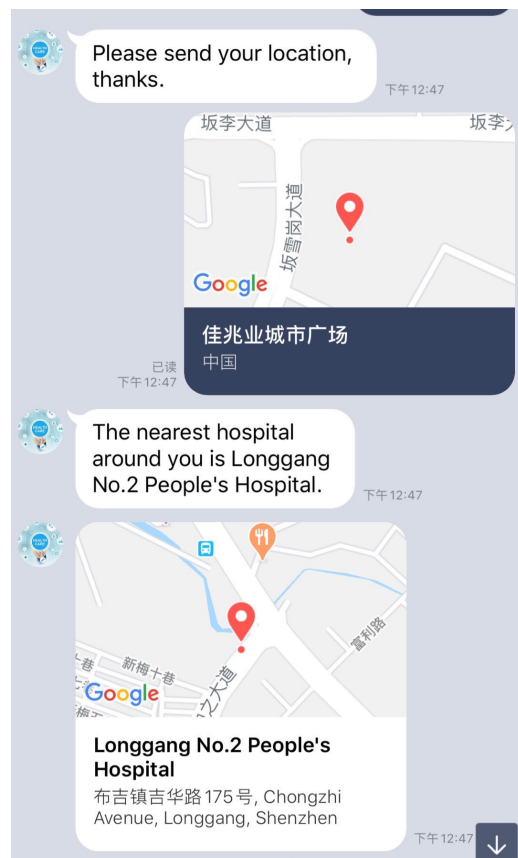 Please send your location,
thanks.
下午12:47
坂李大道
坂雪岗大道
Google
佳兆业城市广场
中国
已读
下午12:47
The nearest hospital
around you is Longgang
No.2 People's Hospital.
下午12:47
富利路
新梅十巷
Google
Longgang No.2 People's
Hospital
布吉镇吉华路175号, Chongzhi
Avenue, Longgang, Shenzhen
下午12:47